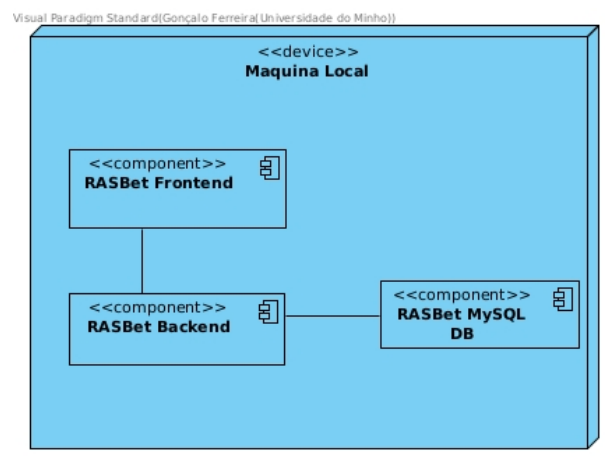 Visual Paradigm Standard(Gonçalo Ferreira(Universidade do Minho))
<<device>>
Maquina Local
<<component>>
RASBet Frontend
<<component>>
RASBet Backend
<<component>>
RASBet MySQL
DB